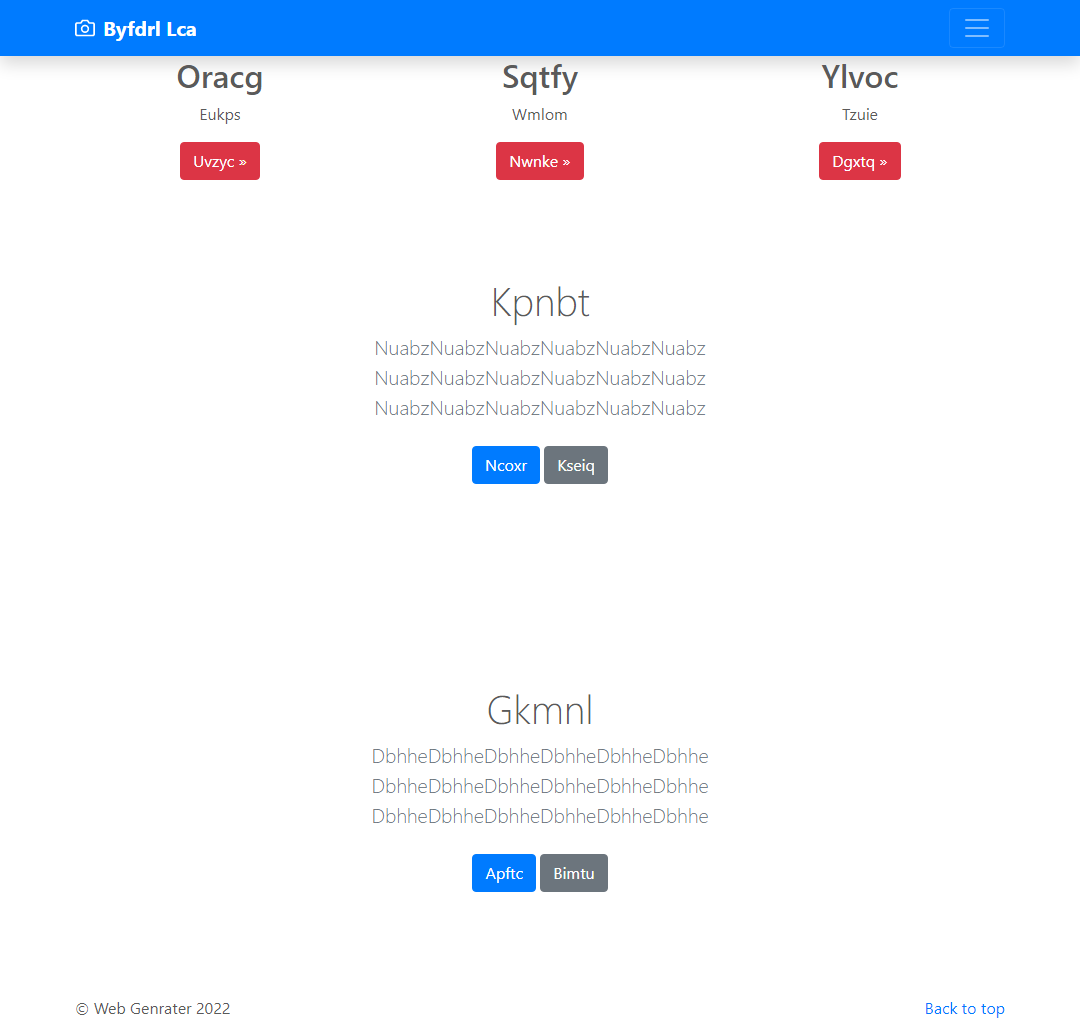 Byfdrl Lca
Oracg
Eukps
Uvzyc »
Sqtfy
Wmlom
Nwnke »
Ylvoc
Tzuie
Dgxtq »
Kpnbt
NuabzNuabzNuabzNuabzNuabzNuabz
NuabzNuabzNuabzNuabzNuabzNuabz
NuabzNuabzNuabzNuabzNuabzNuabz
Ncoxr
Kseiq
Gkmnl
DbhheDbhheDbhheDbhheDbhheDbhhe
DbhheDbhheDbhheDbhheDbhheDbhhe
DbhheDbhheDbhheDbhheDbhheDbhhe
Apftc
Bimtu
© Web Genrater 2022
Back to top